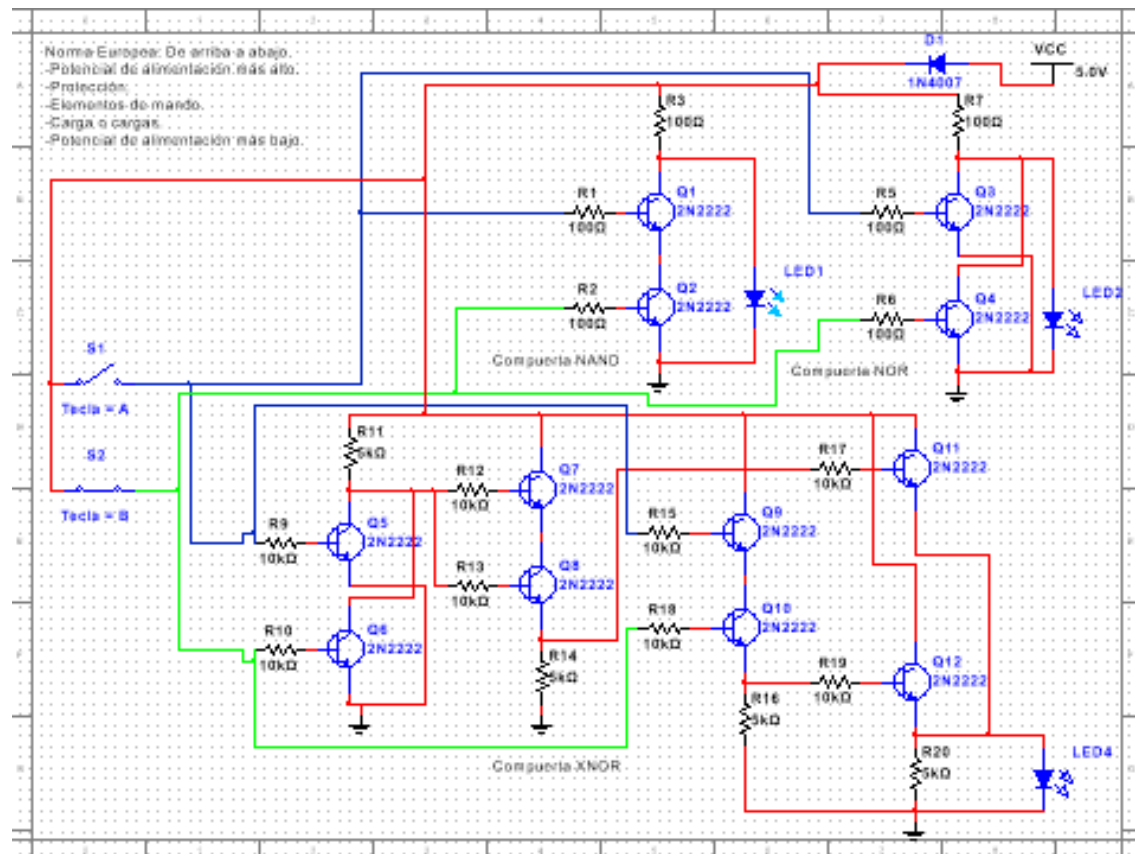 Norma Europea: De arriba a abajo.
-Potencial de alimentación más alto.
-Protección.
-Elementos de mando.
-Carga o cargas.
-Potencial de alimentación más bajo.
D1
1N4007
VCC
5.0V
R3
100Ω
R7
100Ω
R1
100Ω
Q1
2N2222
R5
100Ω
Q3
2N2222
R2
100Ω
Q2
2N2222
LED1
R6
100Ω
Q4
2N2222
LED2
Compuerta NAND
Compuerta NOR
S1
Tecla = A
S2
Tecla = B
R11
5kΩ
R12
10kΩ
Q7
2N2222
R17
10kΩ
Q11
2N2222
R9
10kΩ
Q5
2N2222
R15
10kΩ
Q9
2N2222
R13
10kΩ
Q8
2N2222
R10
10kΩ
Q6
2N2222
R18
10kΩ
Q10
2N2222
R14
5kΩ
R19
10kΩ
Q12
2N2222
R16
5kΩ
R20
5kΩ
LED4
Compuerta XNOR